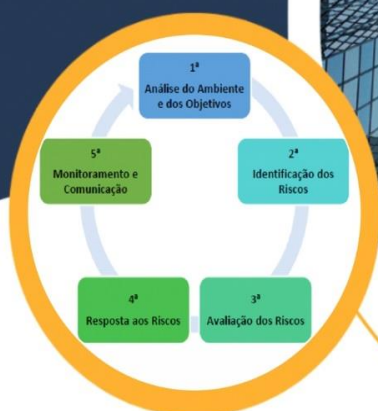 1ª
Análise do Ambiente
e dos Objetivos
2ª
Identificação dos
Riscos
3ª
Avaliação dos Riscos
4ª
Resposta aos Riscos
5ª
Monitoramento e
Comunicação